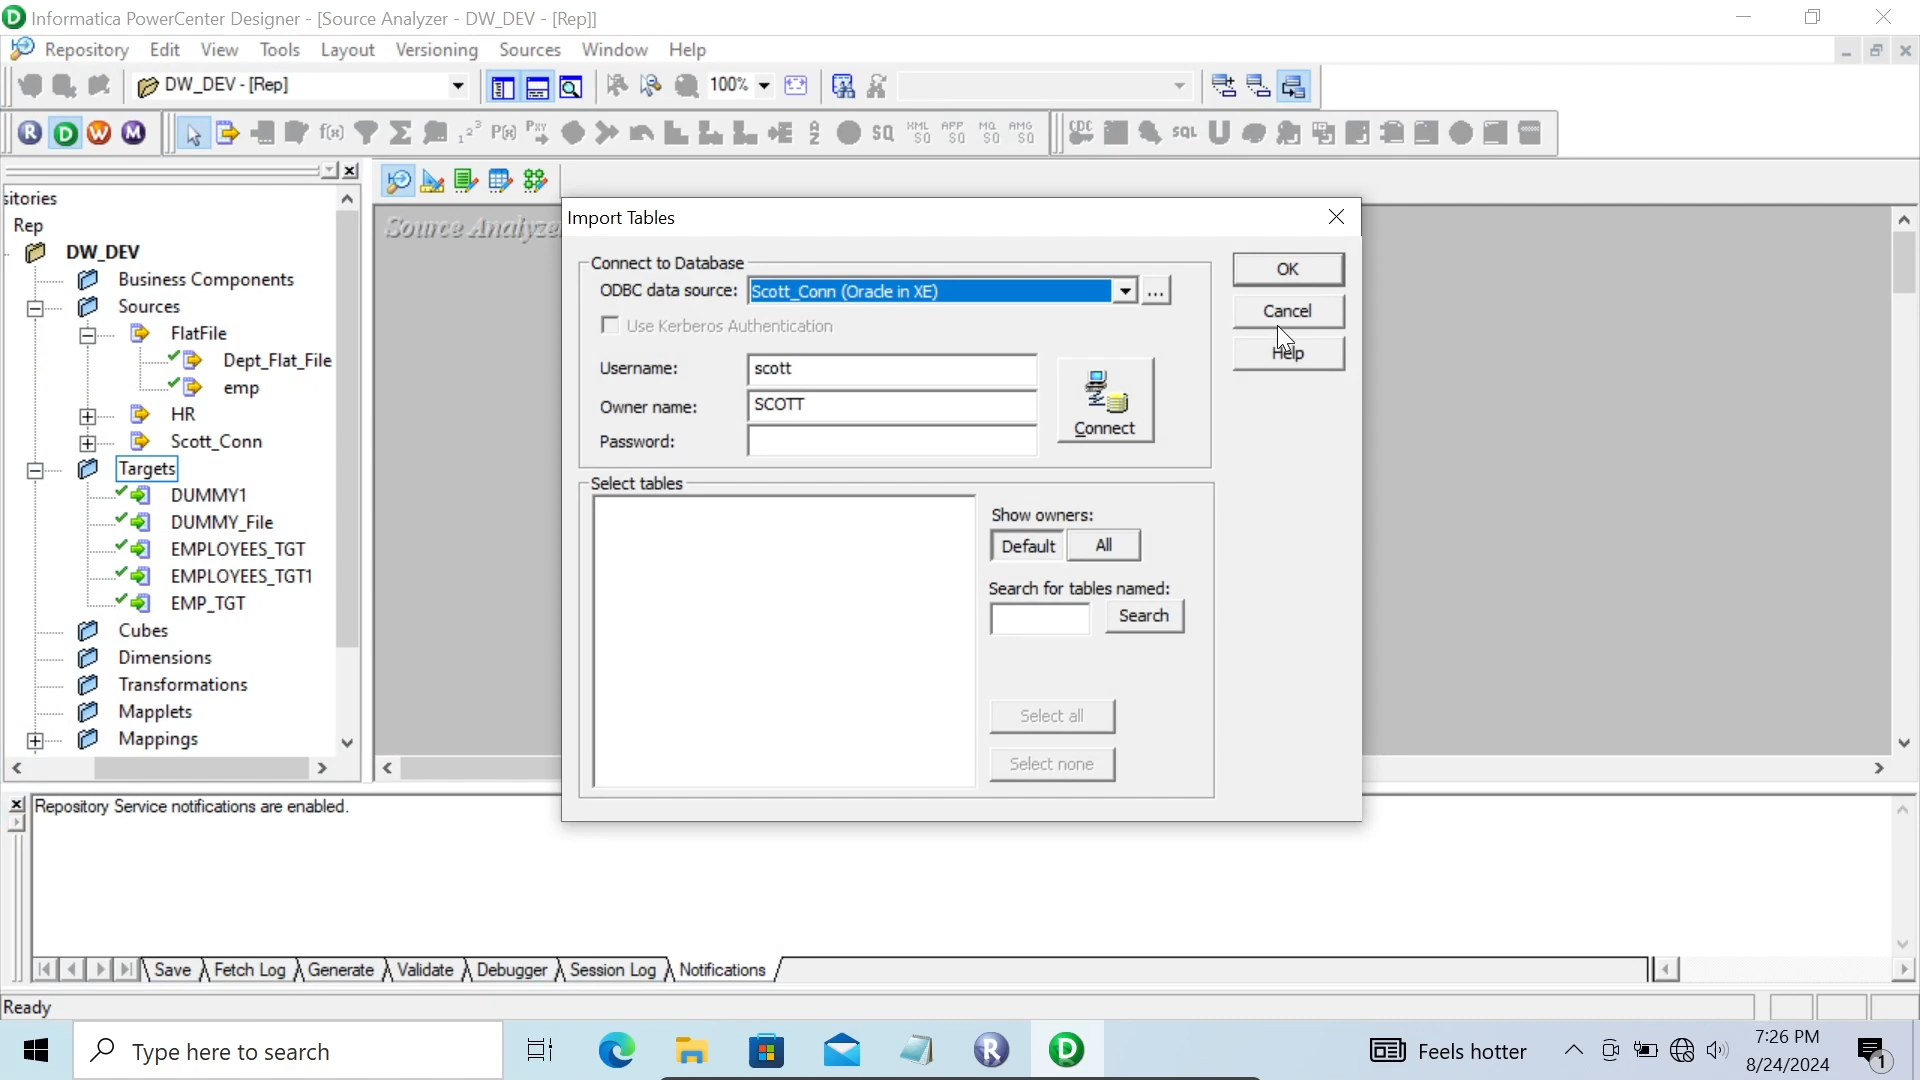 Informatica PowerCenter Designer - [Source Analyzer - DW_DEV - [Rep]]
Repository Edit View Tools Layout Versioning Sources Window Help
DW_DEV - [Rep]
100%
sitories
Rep
DW_DEV
Business Components
Sources
FlatFile
Dept_Flat_File
emp
HR
Scott_Conn
Targets
DUMMY1
DUMMY_File
EMPLOYEES_TGT
EMPLOYEES_TGT1
EMP_TGT
Cubes
Dimensions
Transformations
Mapplets
Mappings
Source Analyze
Import Tables
Connect to Database
ODBC data source: Scott_Conn (Oracle in XE) ...
Use Kerberos Authentication
Username: scott
Owner name: SCOTT
Password:
Connect
OK
Cancel
Help
Select tables
Show owners:
Default All
Search for tables named:
Search
Select all
Select none
Repository Service notifications are enabled.
Save Fetch Log Generate Validate Debugger Session Log Notifications
Ready
Type here to search
Feels hotter
7:26 PM
8/24/2024
1